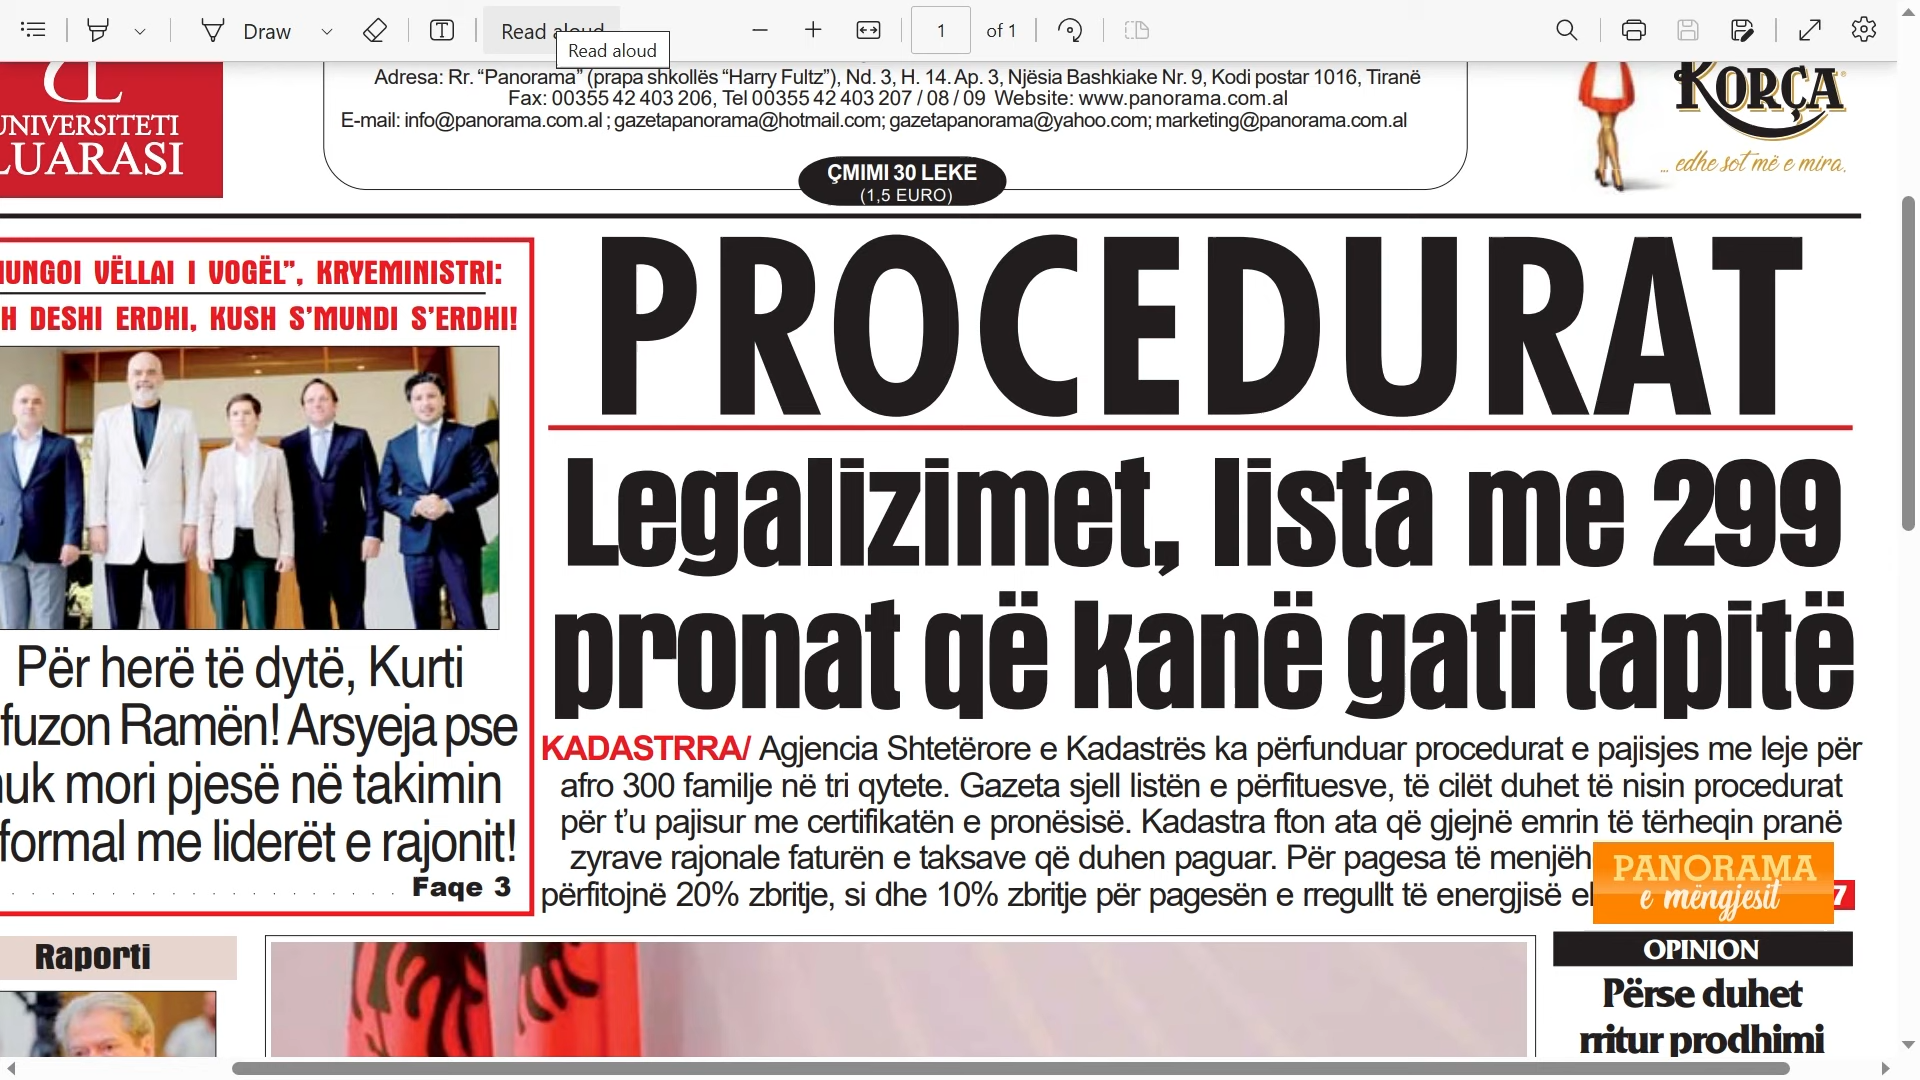 Draw
Read aloud
Read aloud
1
of 1
UNIVERSITETI
LUARASI
Adresa: Rr. “Panorama” (prapa shkollës “Harry Fultz”), Nd. 3, H. 14. Ap. 3, Njësia Bashkiake Nr. 9, Kodi postar 1016, Tiranë
Fax: 00355 42 403 206, Tel 00355 42 403 207 / 08 / 09 Website: www.panorama.com.al
E-mail: info@panorama.com.al ; gazetapanorama@hotmail.com; gazetapanorama@yahoo.com; marketing@panorama.com.al
ÇMIMI 30 LEKE
(1,5 EURO)
KORÇA
... edhe sot më e mira.
VËLLAI I VOGËL”, KRYEMINISTRI:
DESHI ERDHI, KUSH S’MUNDI S’ERDHI!
Për herë të dytë, Kurti
fuzon Ramën! Arsyeja pse
uk mori pjesë në takimin
formal me liderët e rajonit!
Faqe 3
PROCEDURAT
Legalizimet, lista me 299
pronat që kanë gati tapitë
KADASTRRA/ Agjencia Shtetërore e Kadastrës ka përfunduar procedurat e pajisjes me leje për
afro 300 familje në tri qytete. Gazeta sjell listën e përfituesve, të cilët duhet të nisin procedurat
për t’u pajisur me certifikatën e pronësisë. Kadastra fton ata që gjejnë emrin të tërheqin pranë
zyrave rajonale faturën e taksave që duhen paguar. Për pagesa të menjëh
përfitojnë 20% zbritje, si dhe 10% zbritje për pagesën e rregullt të energjisë el
7
PANORAMA
e mëngjesit
Raporti
OPINION
Përse duhet
rritur prodhimi